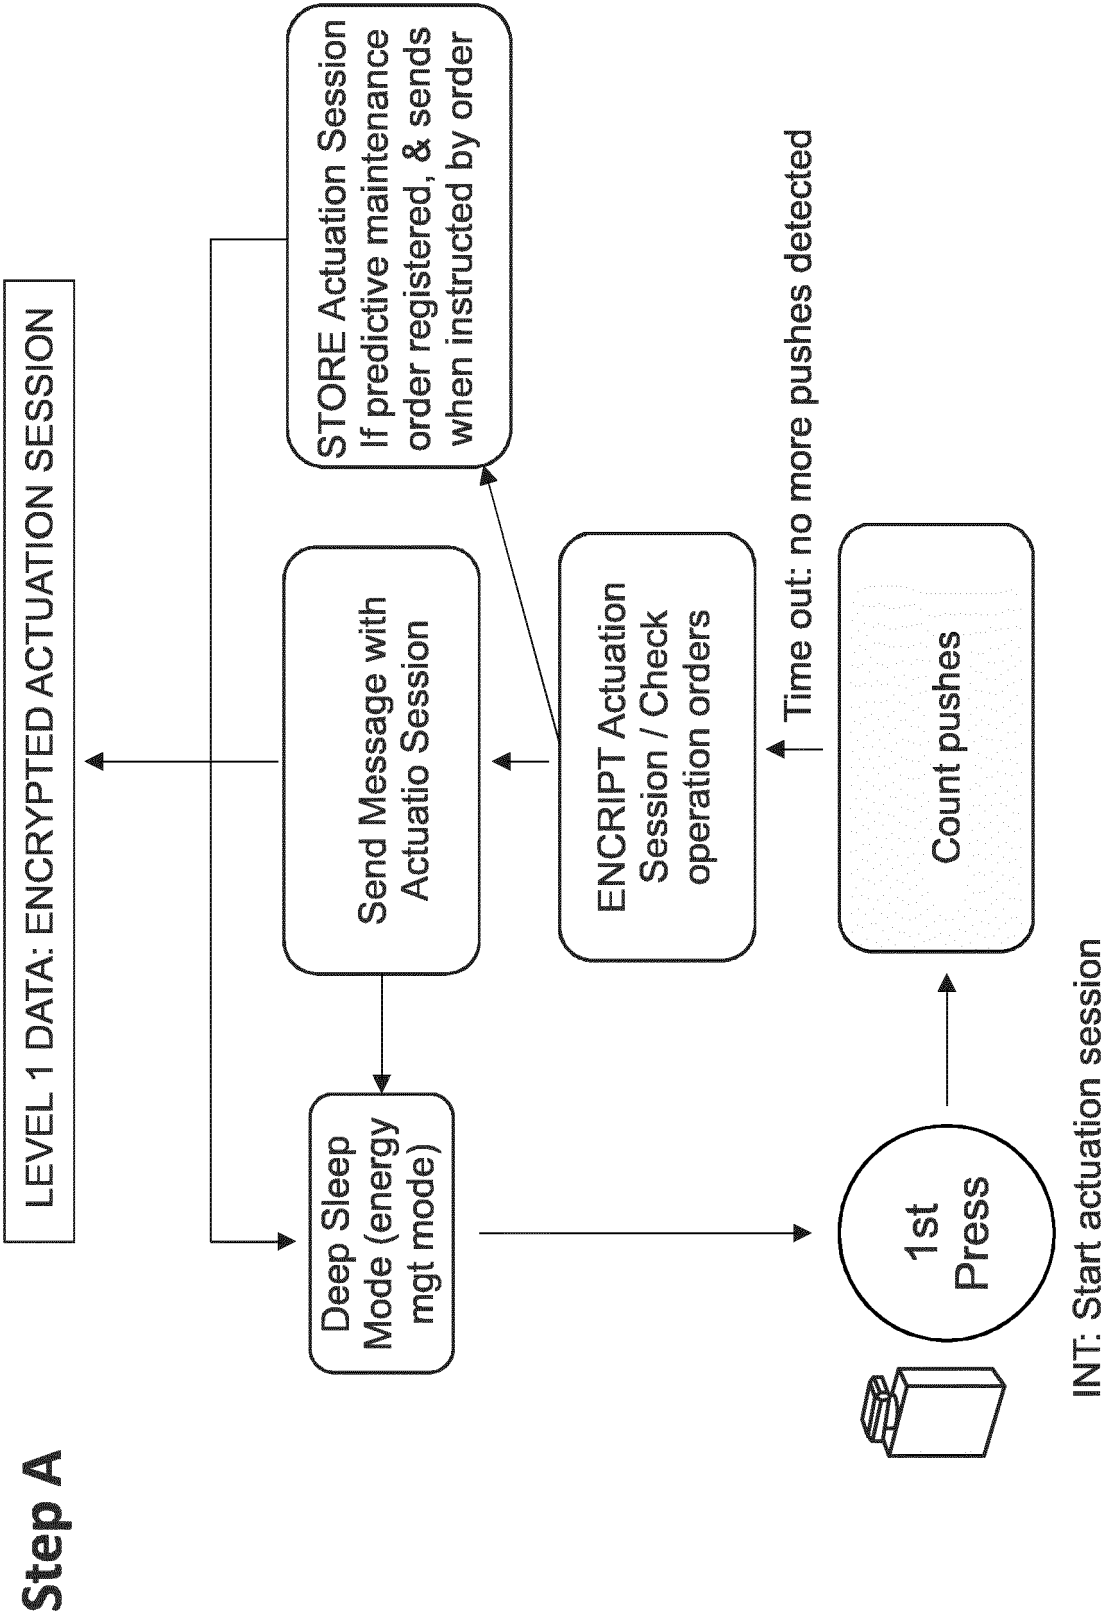 Step A
LEVEL 1 DATA: ENCRYPTED ACTUATION SESSION
Deep Sleep
Mode (energy
mgt mode)
Send Message with
Actuatio Session
STORE Actuation Session
If predictive maintenance
order registered, & sends
when instructed by order
ENCRIPT Actuation
Session / Check
operation orders
Time out: no more pushes detected
1st
Press
Count pushes
INT: Start actuation session